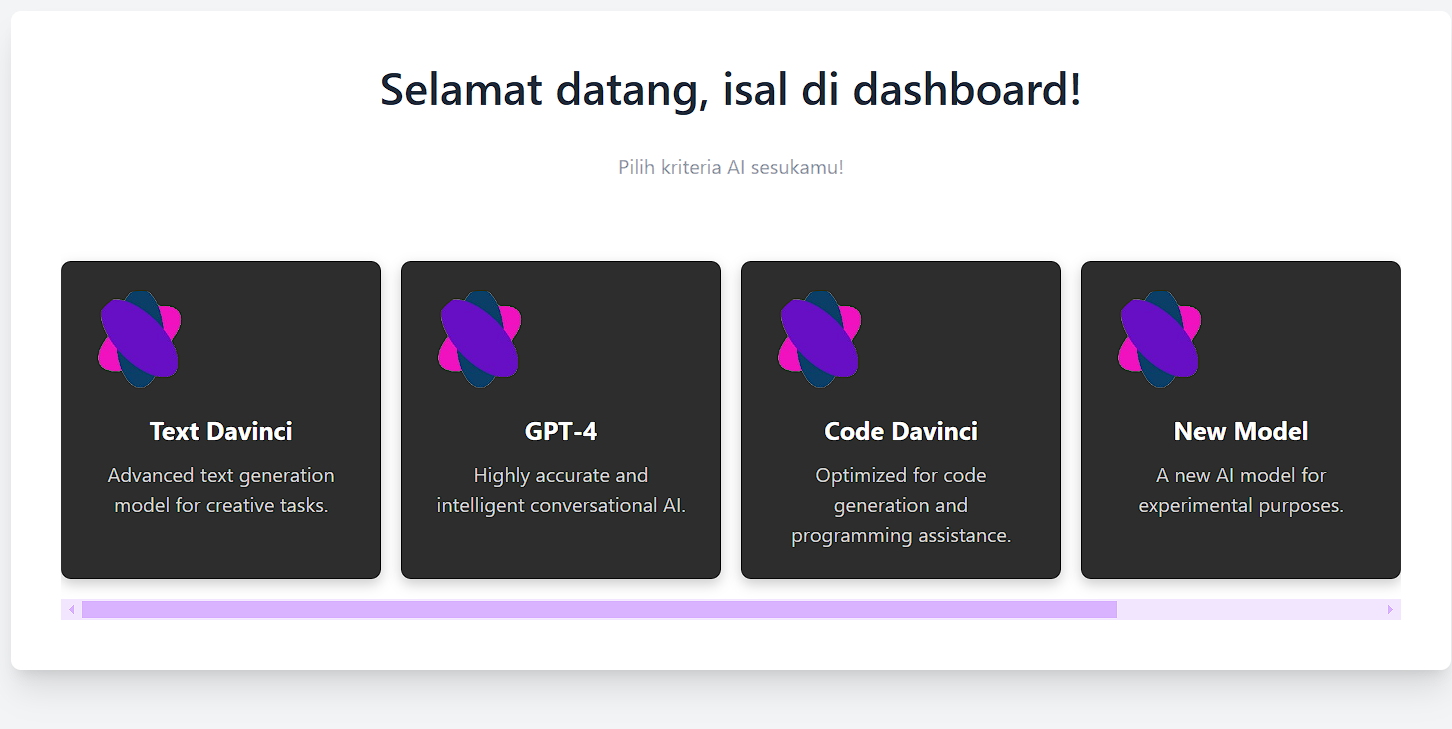 Selamat datang, isal di dashboard!
Pilih kriteria AI sesukamu!
Text Davinci
Advanced text generation
model for creative tasks.
GPT-4
Highly accurate and
intelligent conversational AI.
Code Davinci
Optimized for code
generation and
programming assistance.
New Model
A new AI model for
experimental purposes.